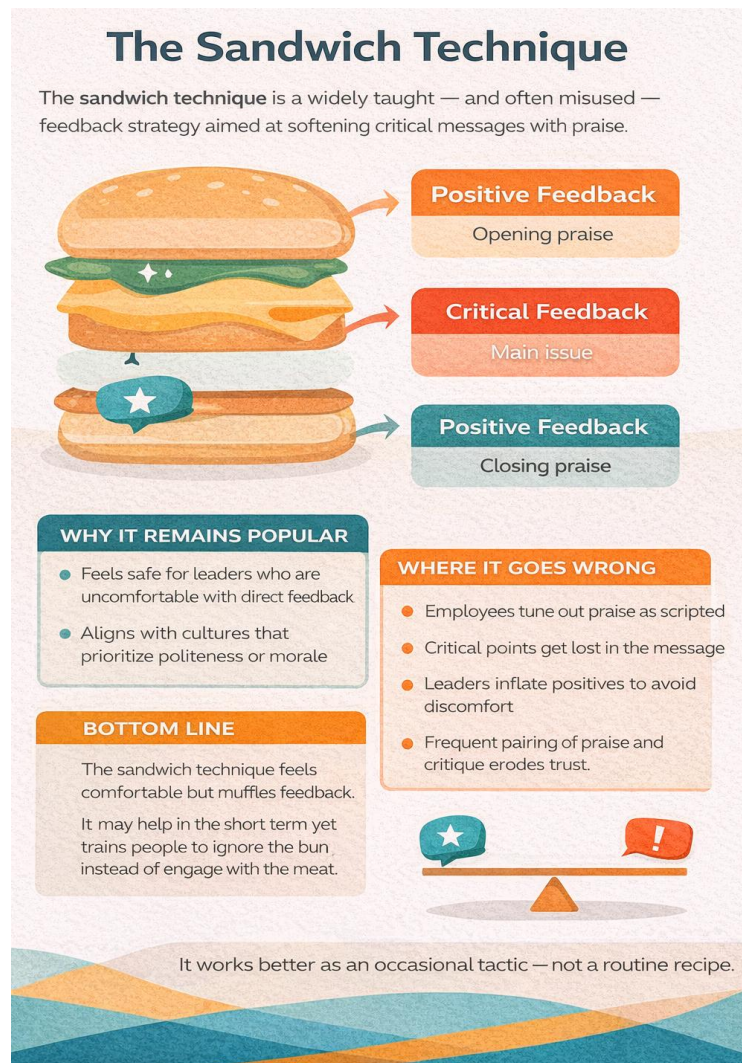 The Sandwich Technique
The sandwich technique is a widely taught — and often misused —
feedback strategy aimed at softening critical messages with praise.
Positive Feedback
Opening praise
Critical Feedback
Main issue
Positive Feedback
Closing praise
WHY IT REMAINS POPULAR
Feels safe for leaders who are
uncomfortable with direct feedback
Aligns with cultures that
prioritize politeness or morale
WHERE IT GOES WRONG
Employees tune out praise as scripted
Critical points get lost in the message
Leaders inflate positives to avoid
discomfort
Frequent pairing of praise and
critique erodes trust.
BOTTOM LINE
The sandwich technique feels
comfortable but muffles feedback.
It may help in the short term yet
trains people to ignore the bun
instead of engage with the meat.
!
It works better as an occasional tactic — not a routine recipe.